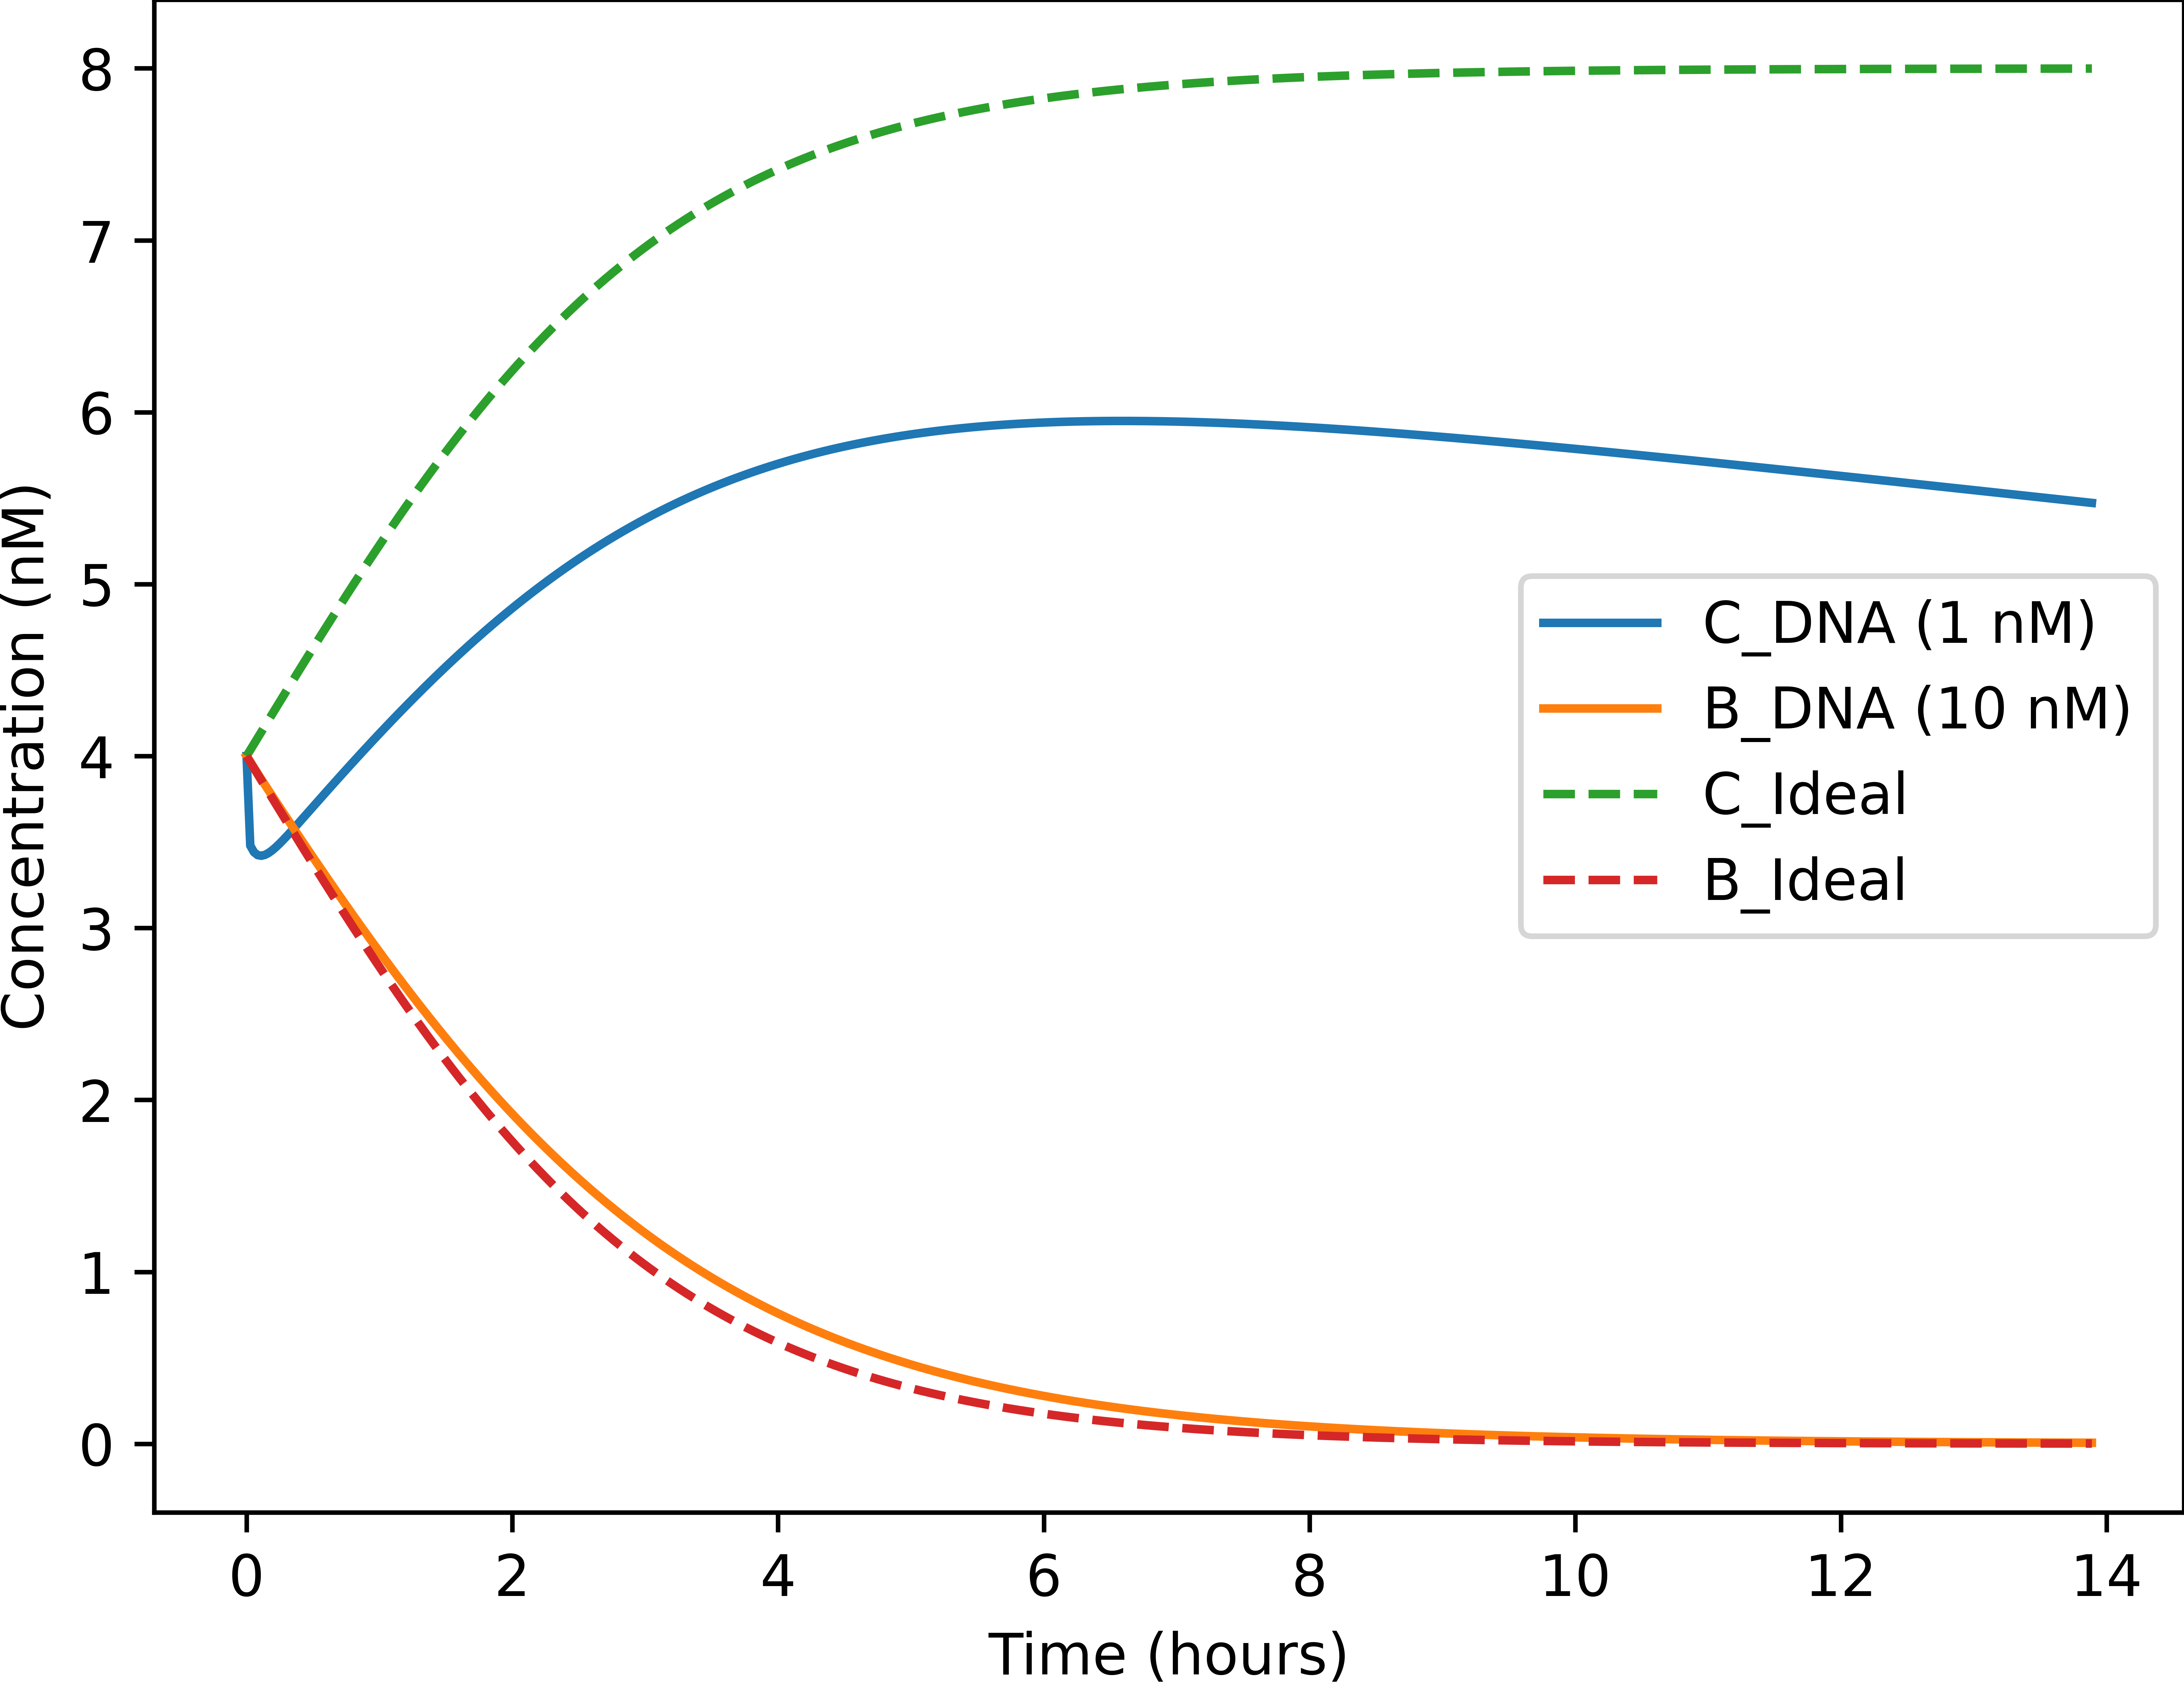 8
7
6
5
4
3
2
1
0
Concentration (nM)
C_DNA (1 nM)
B_DNA (10 nM)
C_Ideal
B_Ideal
0 2 4 6 8 10 12 14
Time (hours)